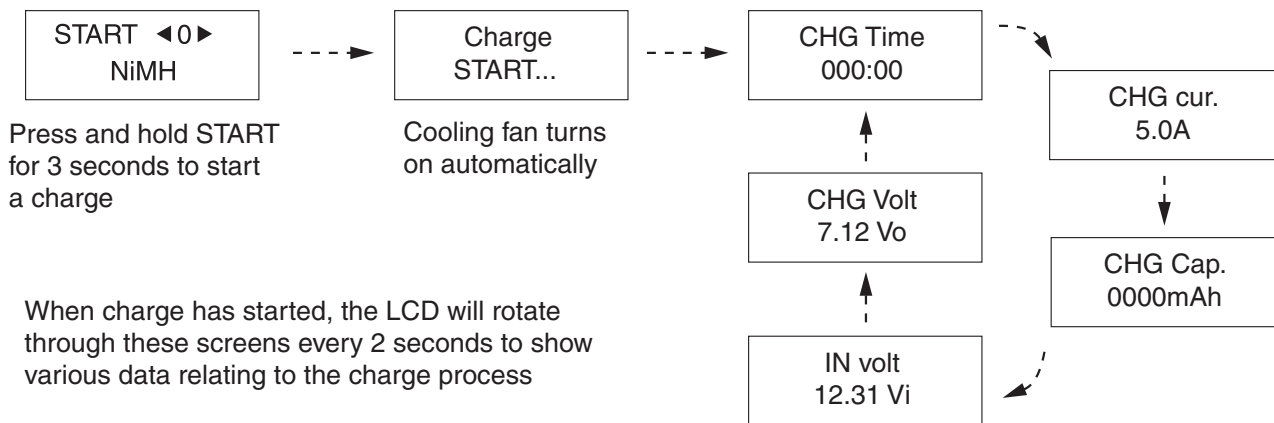 START ◀0▶
NiMH
Press and hold START
for 3 seconds to start
a charge
Charge
START...
Cooling fan turns
on automatically
CHG Time
000:00
CHG cur.
5.0A
CHG Cap.
0000mAh
IN volt
12.31 Vi
CHG Volt
7.12 Vo
When charge has started, the LCD will rotate
through these screens every 2 seconds to show
various data relating to the charge process